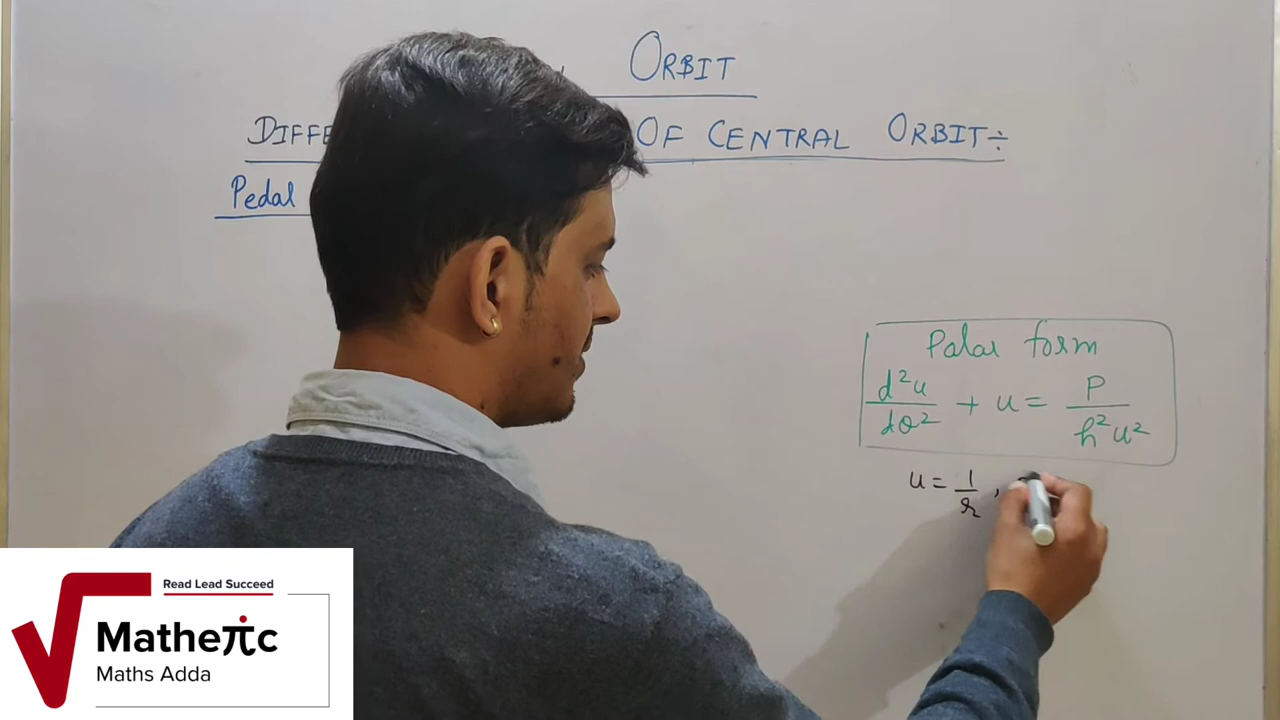 ORBIT
DIFFE OF CENTRAL ORBIT÷
Pedal
Polar form
d²u/dθ² + u = P/h²u²
u = 1/r ,
Read Lead Succeed
Matheπc
Maths Adda